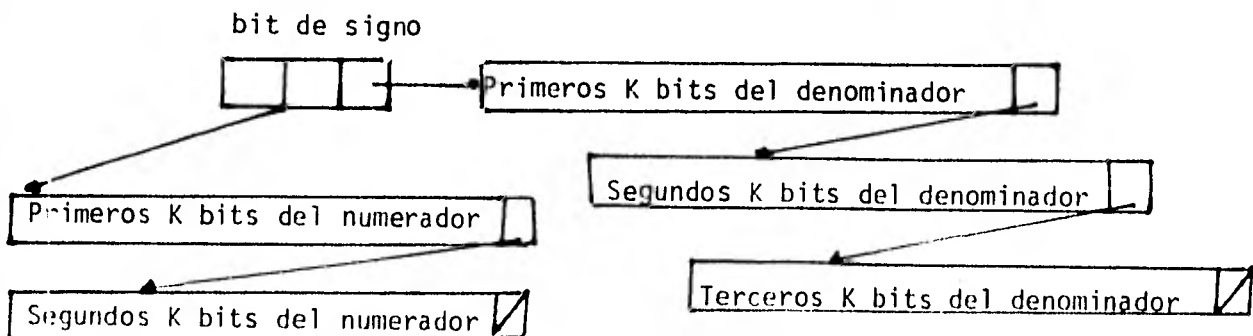 bit de signo
Primeros K bits del denominador
Segundos K bits del denominador
Primeros K bits del numerador
Terceros K bits del denominador
Segundos K bits del numerador